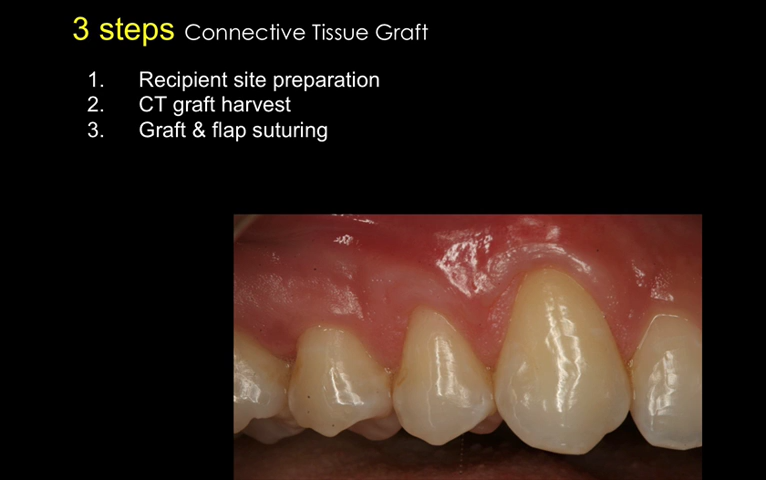 3 steps Connective Tissue Graft
1. Recipient site preparation
2. CT graft harvest
3. Graft & flap suturing